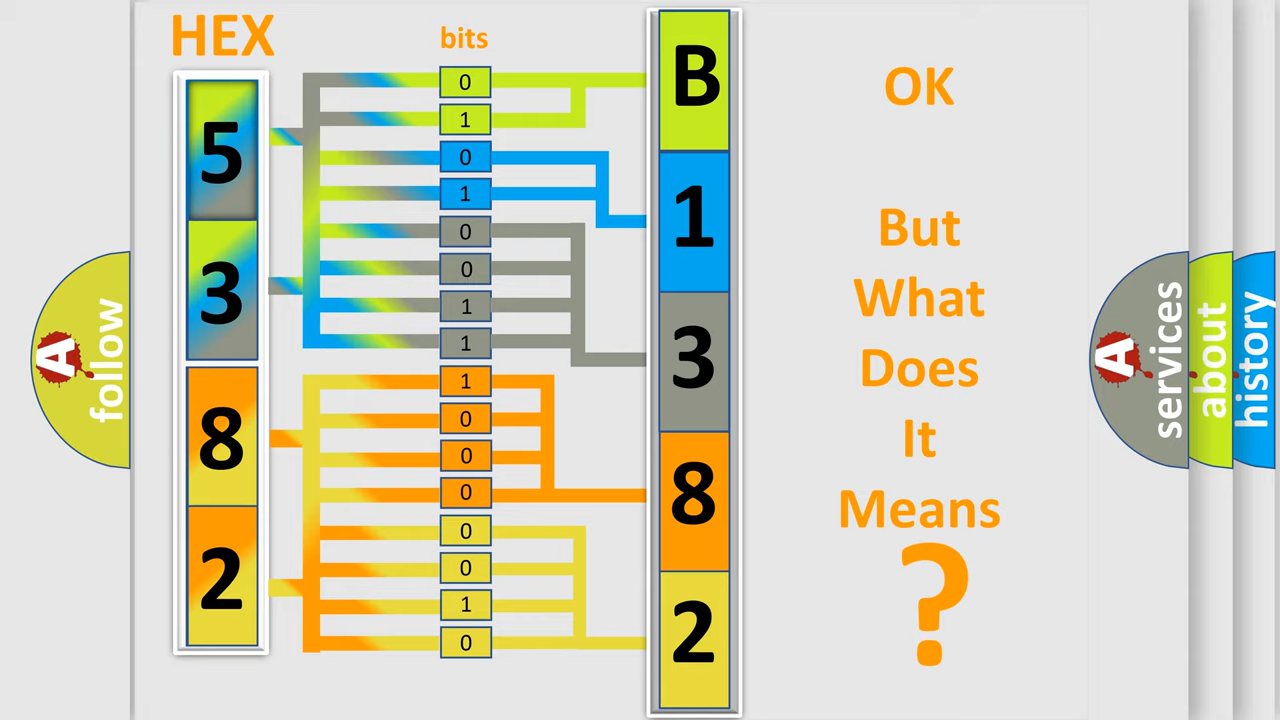 HEX
bits
5
3
8
2
0
1
0
1
0
0
1
1
1
0
0
0
0
0
1
0
B
1
3
8
2
OK
But
What
Does
It
Means
?
A
follow
A
services
about
history